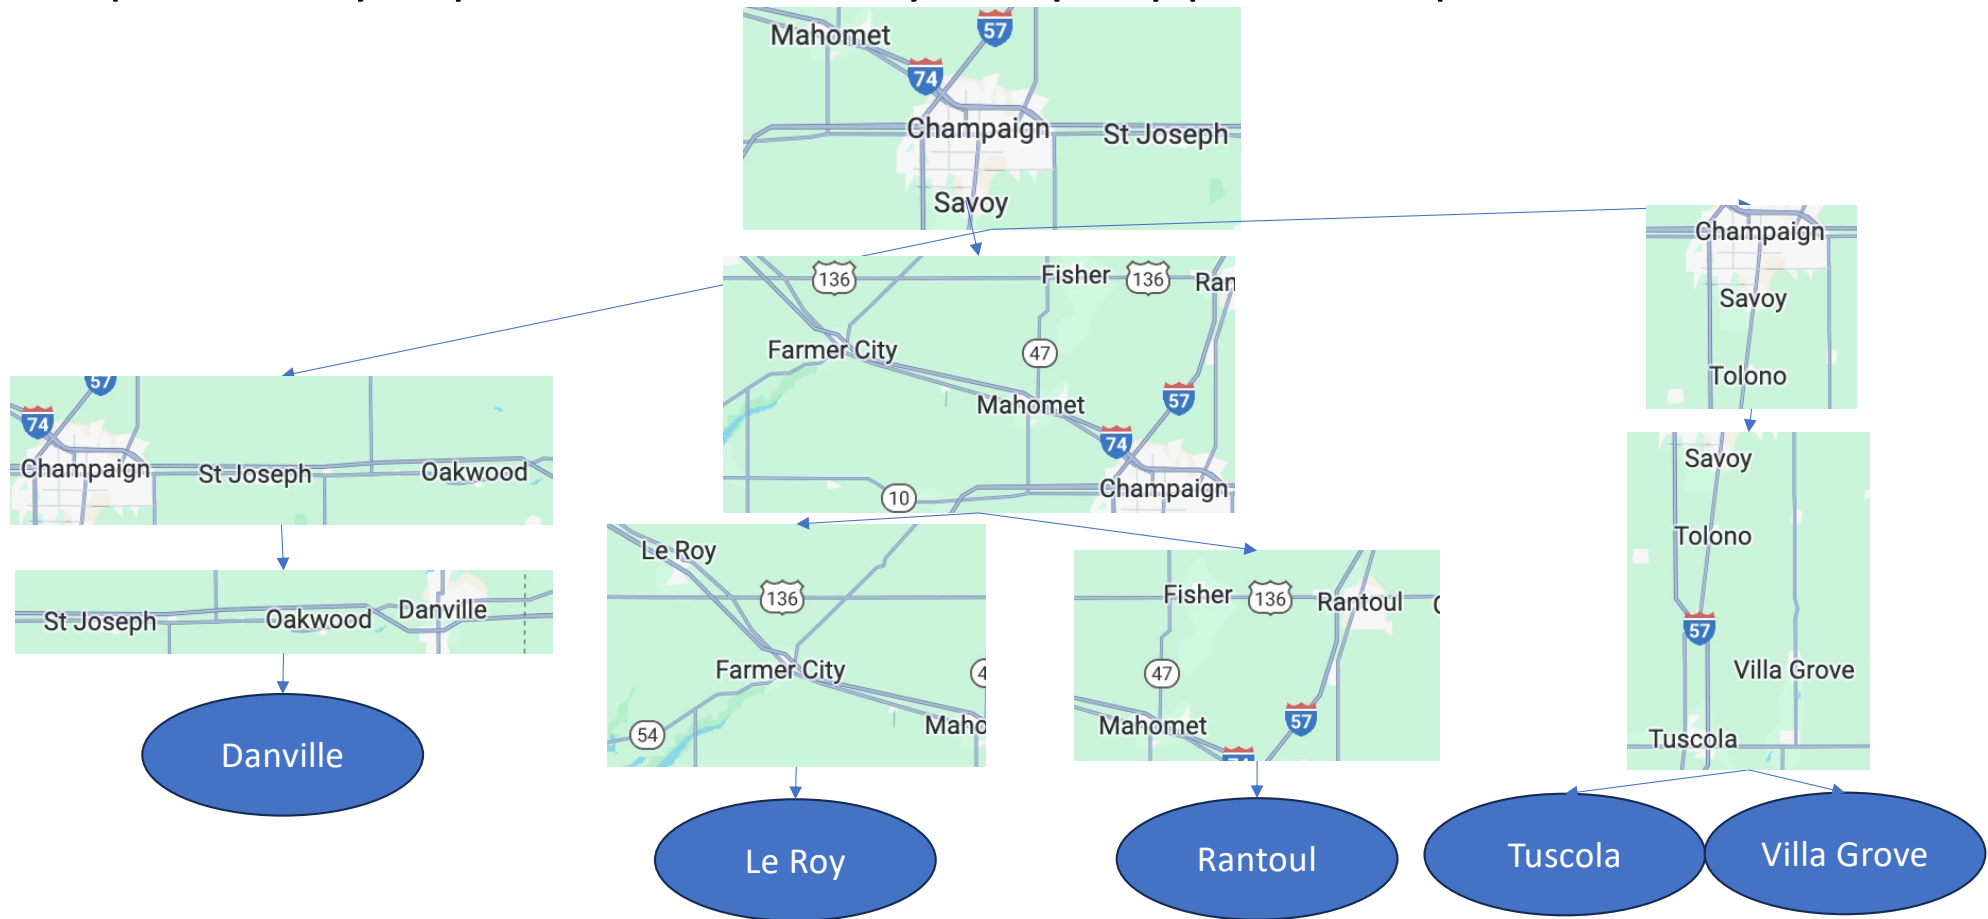 Mahomet
57
74
Champaign
St Joseph
Savoy
Champaign
Savoy
Tolono
136
Fisher
136
Ran
Farmer City
47
Mahomet
57
74
10
Champaign
57
74
Champaign
St Joseph
Oakwood
Savoy
Tolono
57
Villa Grove
Tuscola
Le Roy
136
Farmer City
54
Maho
Fisher
136
Rantoul
47
Mahomet
57
74
St Joseph
Oakwood
Danville
Danville
Le Roy
Rantoul
Tuscola
Villa Grove